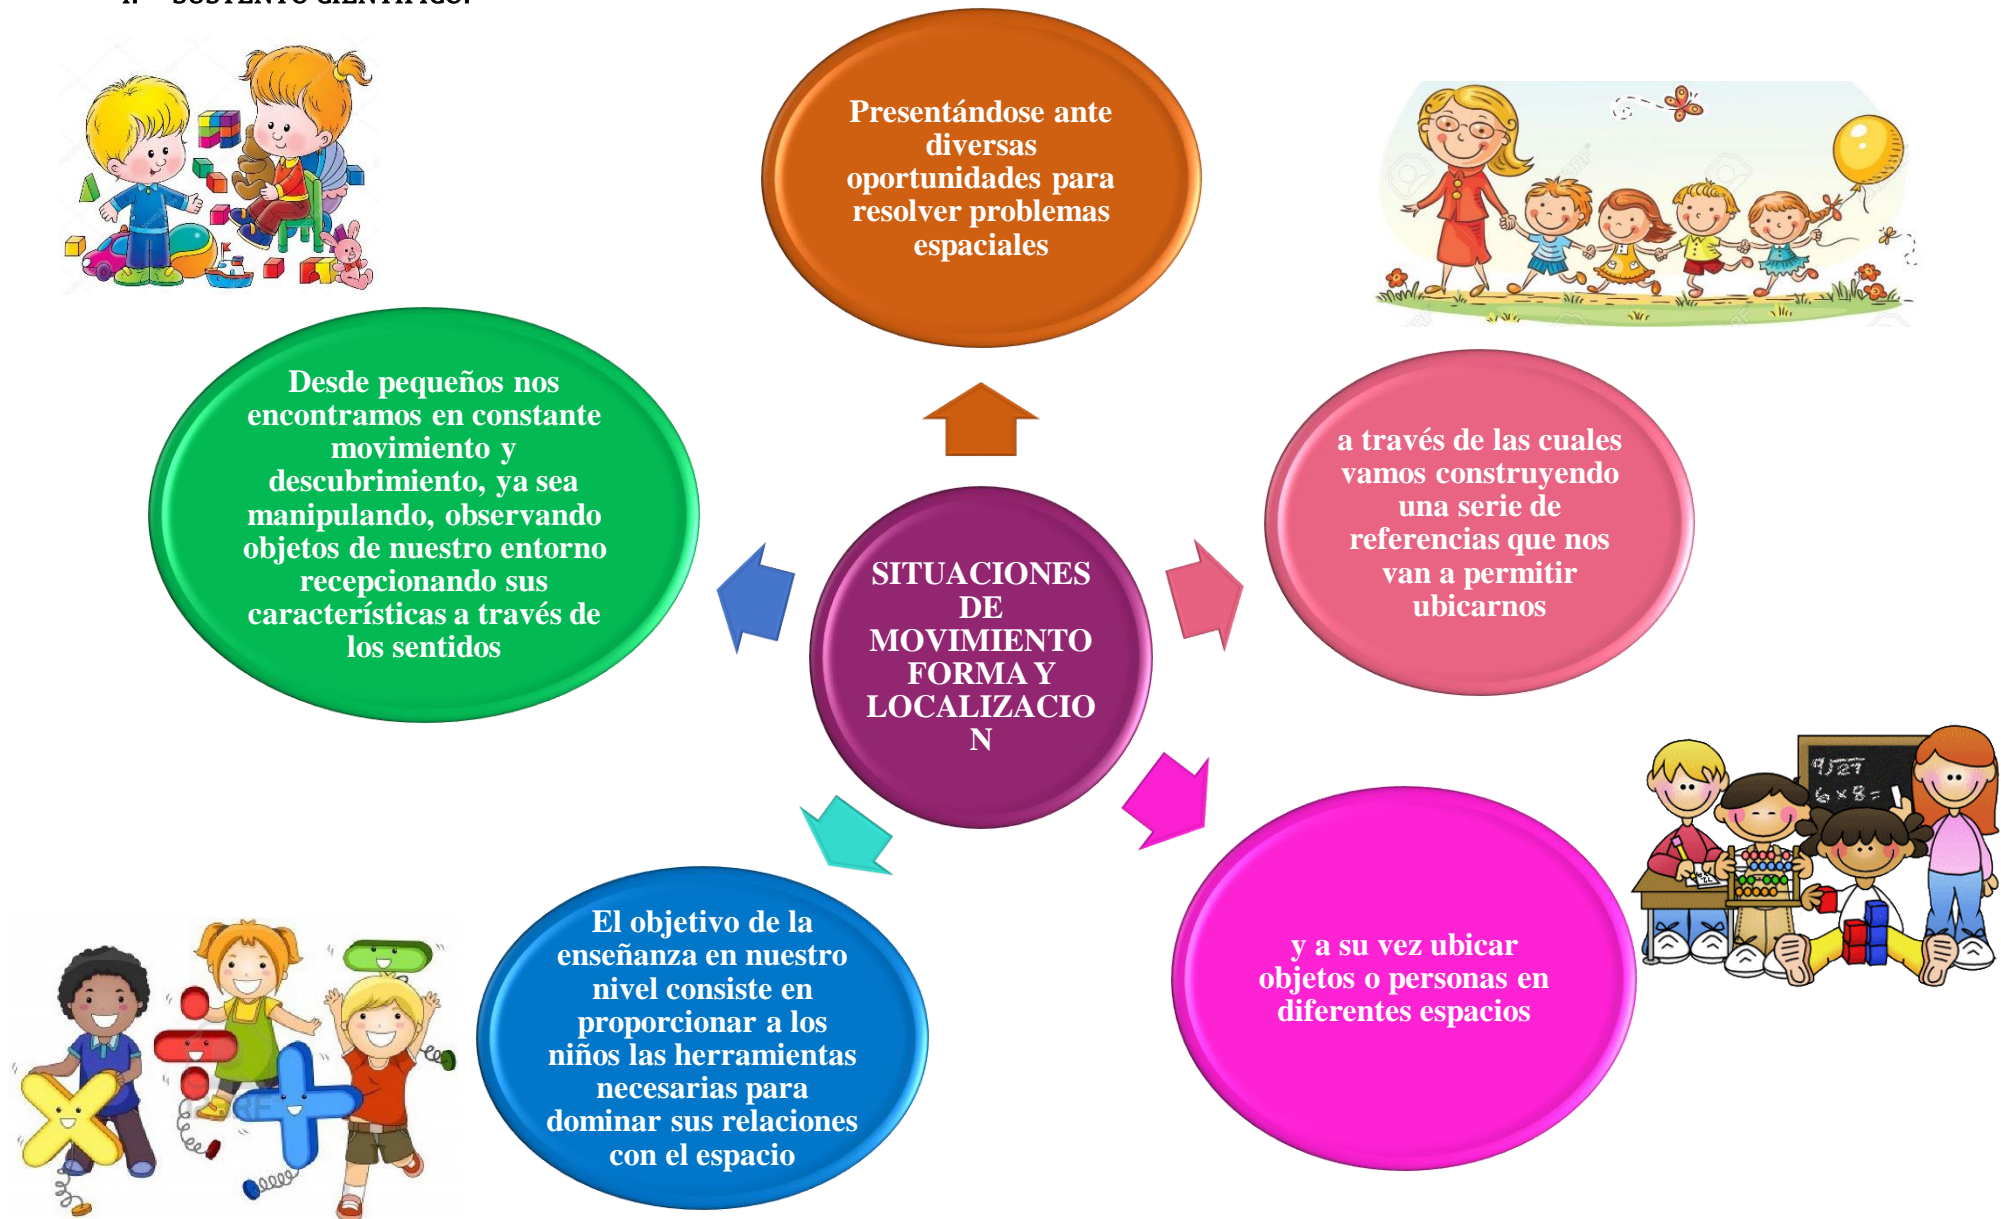 SUSTENTO CIENTIFICO:
Presentándose ante
diversas
oportunidades para
resolver problemas
espaciales
Desde pequeños nos
encontramos en constante
movimiento y
descubrimiento, ya sea
manipulando, observando
objetos de nuestro entorno
recepcionando sus
características a través de
los sentidos
a través de las cuales
vamos construyendo
una serie de
referencias que nos
van a permitir
ubicarnos
SITUACIONES
DE
MOVIMIENTO
FORMA Y
LOCALIZACIO
N
El objetivo de la
enseñanza en nuestro
nivel consiste en
proporcionar a los
niños las herramientas
necesarias para
dominar sus relaciones
con el espacio
y a su vez ubicar
objetos o personas en
diferentes espacios
6 × 8 =